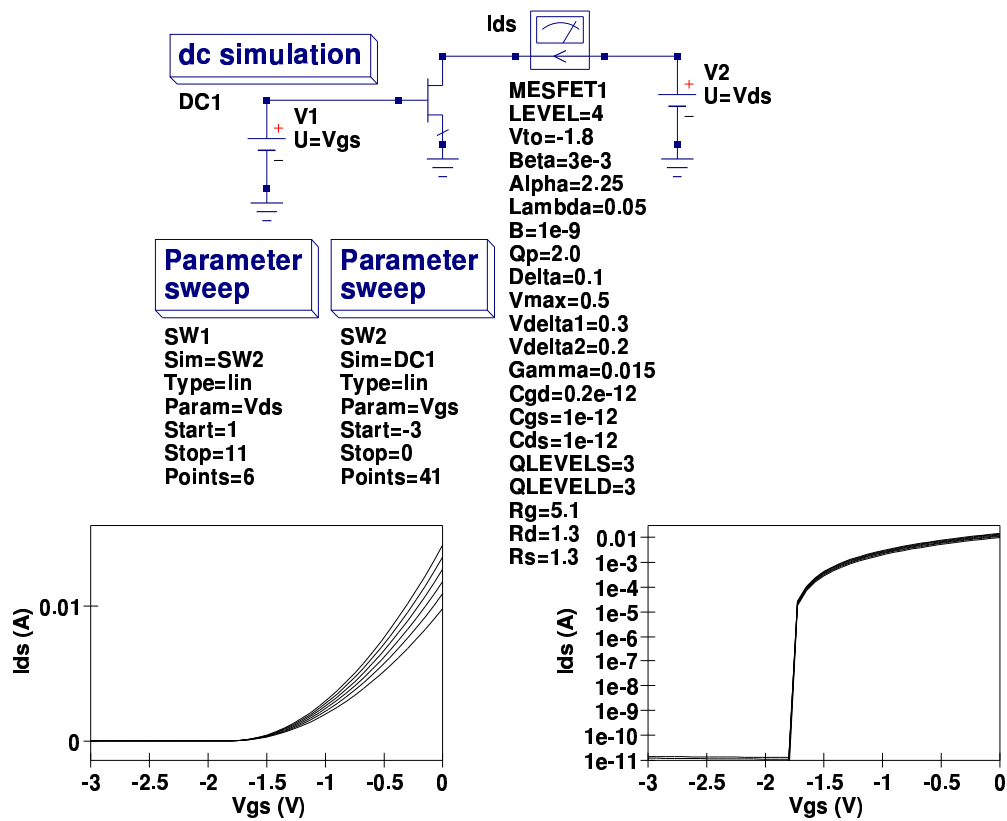 Ids
dc simulation
DC1
V1
U=Vgs
V2
U=Vds
MESFET1
LEVEL=4
Vto=-1.8
Beta=3e-3
Alpha=2.25
Lambda=0.05
B=1e-9
Qp=2.0
Delta=0.1
Vmax=0.5
Vdelta1=0.3
Vdelta2=0.2
Gamma=0.015
Cgd=0.2e-12
Cgs=1e-12
Cds=1e-12
QLEVELS=3
QLEVELD=3
Rg=5.1
Rd=1.3
Rs=1.3
Parameter
sweep
SW1
Sim=SW2
Type=lin
Param=Vds
Start=1
Stop=11
Points=6
Parameter
sweep
SW2
Sim=DC1
Type=lin
Param=Vgs
Start=-3
Stop=0
Points=41
Ids (A)
0.01
0
-3 -2.5 -2 -1.5 -1 -0.5 0
Vgs (V)
Ids (A)
0.01
1e-3
1e-4
1e-5
1e-6
1e-7
1e-8
1e-9
1e-10
1e-11
-3 -2.5 -2 -1.5 -1 -0.5 0
Vgs (V)